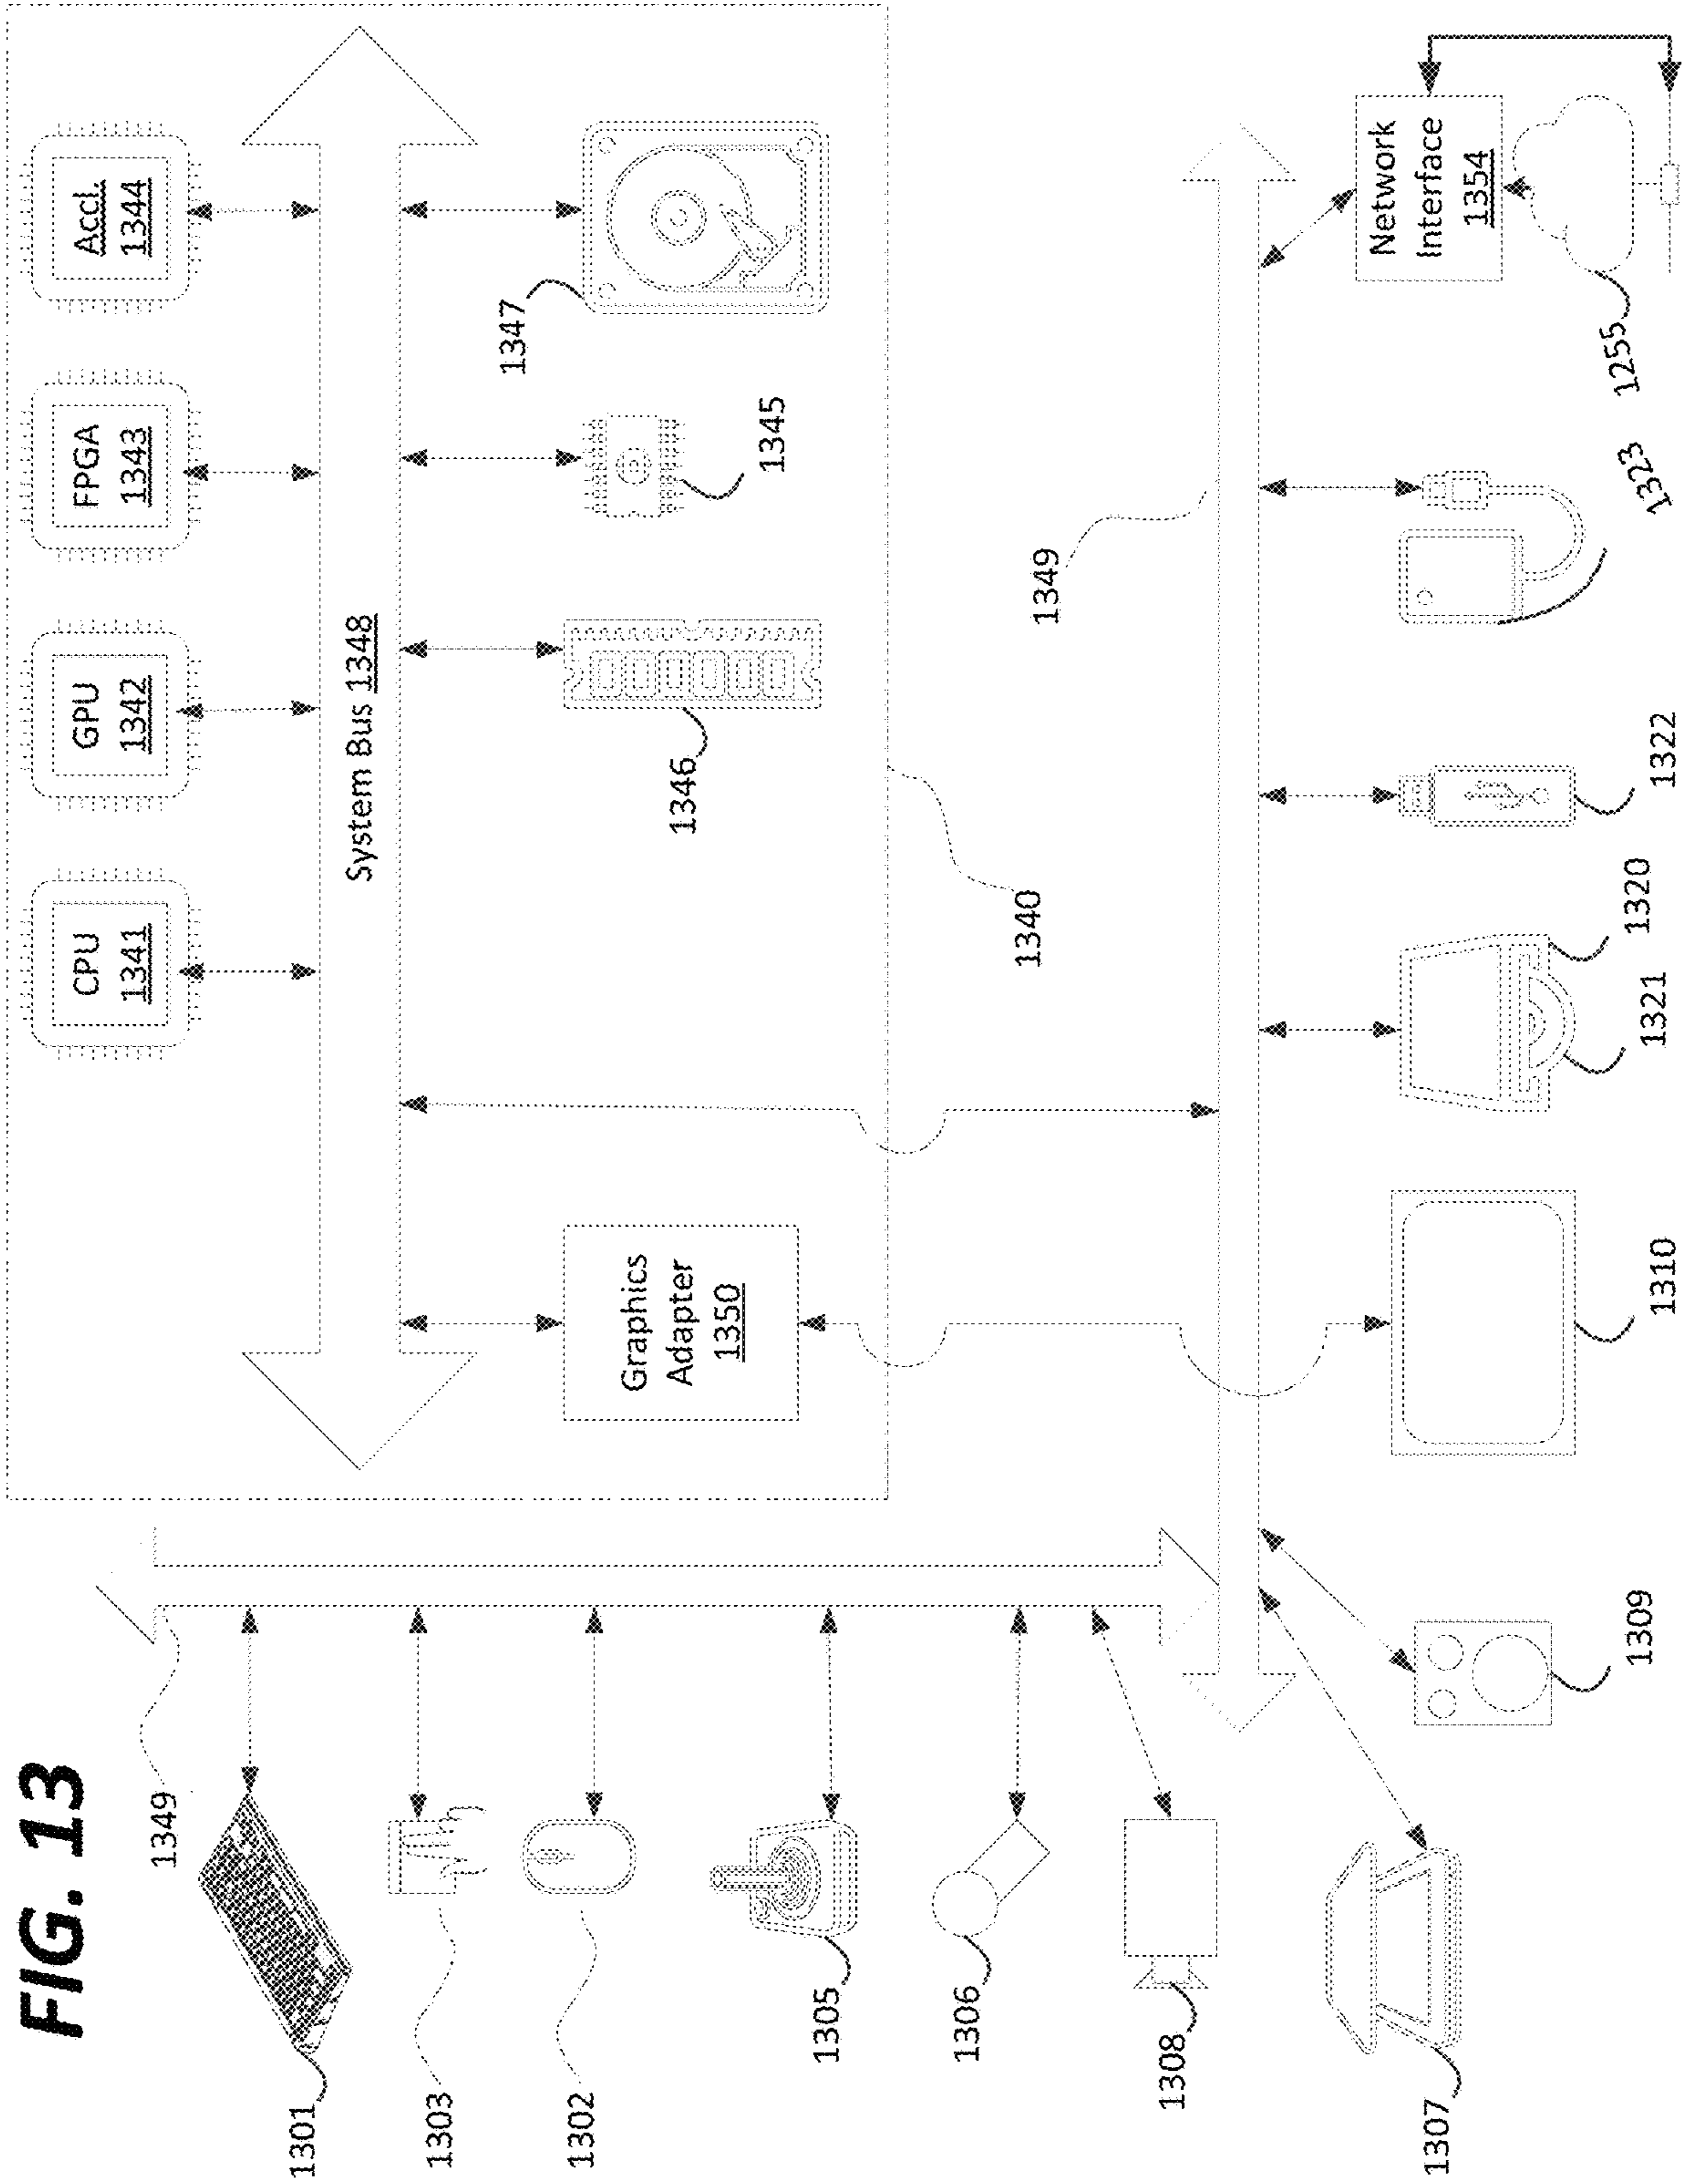 FIG. 13
CPU
1341
GPU
1342
FPGA
1343
Accl.
1344
1349
1301
System Bus 1348
1303
1347
1302
Graphics
Adapter
1350
1346
1345
1305
1306
1340
1349
1308
Network
Interface
1354
1307
1309
1310
1321
1320
1322
1323
1255